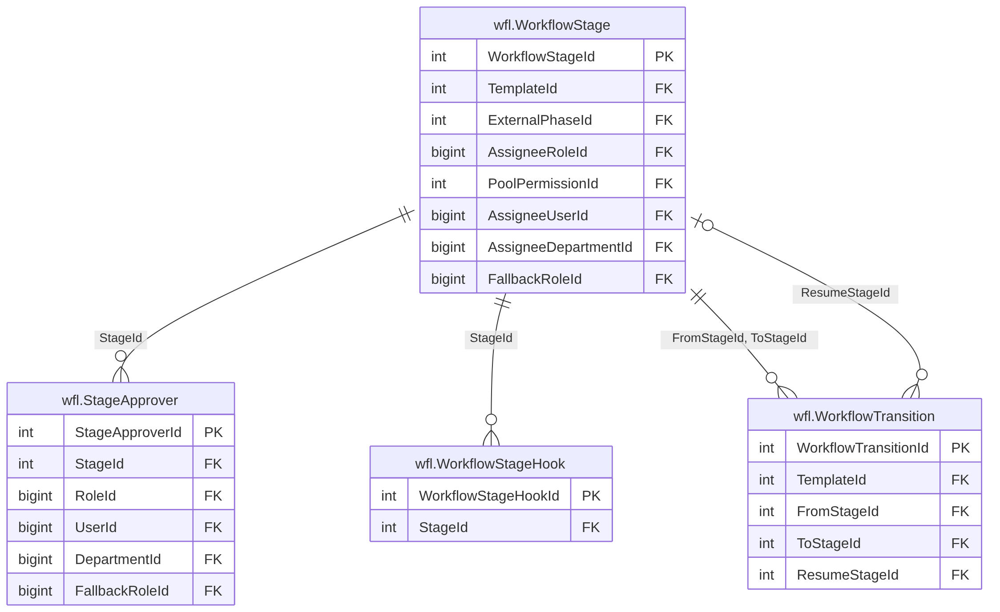 wfl.WorkflowStage
int WorkflowStageId PK
int TemplateId FK
int ExternalPhaseId FK
bigint AssigneeRoleId FK
int PoolPermissionId FK
bigint AssigneeUserId FK
bigint AssigneeDepartmentId FK
bigint FallbackRoleId FK
ResumeStageId
StageId
StageId
FromStageId, ToStageId
wfl.StageApprover
int StageApproverId PK
int StageId FK
bigint RoleId FK
bigint UserId FK
bigint DepartmentId FK
bigint FallbackRoleId FK
wfl.WorkflowStageHook
int WorkflowStageHookId PK
int StageId FK
wfl.WorkflowTransition
int WorkflowTransitionId PK
int TemplateId FK
int FromStageId FK
int ToStageId FK
int ResumeStageId FK